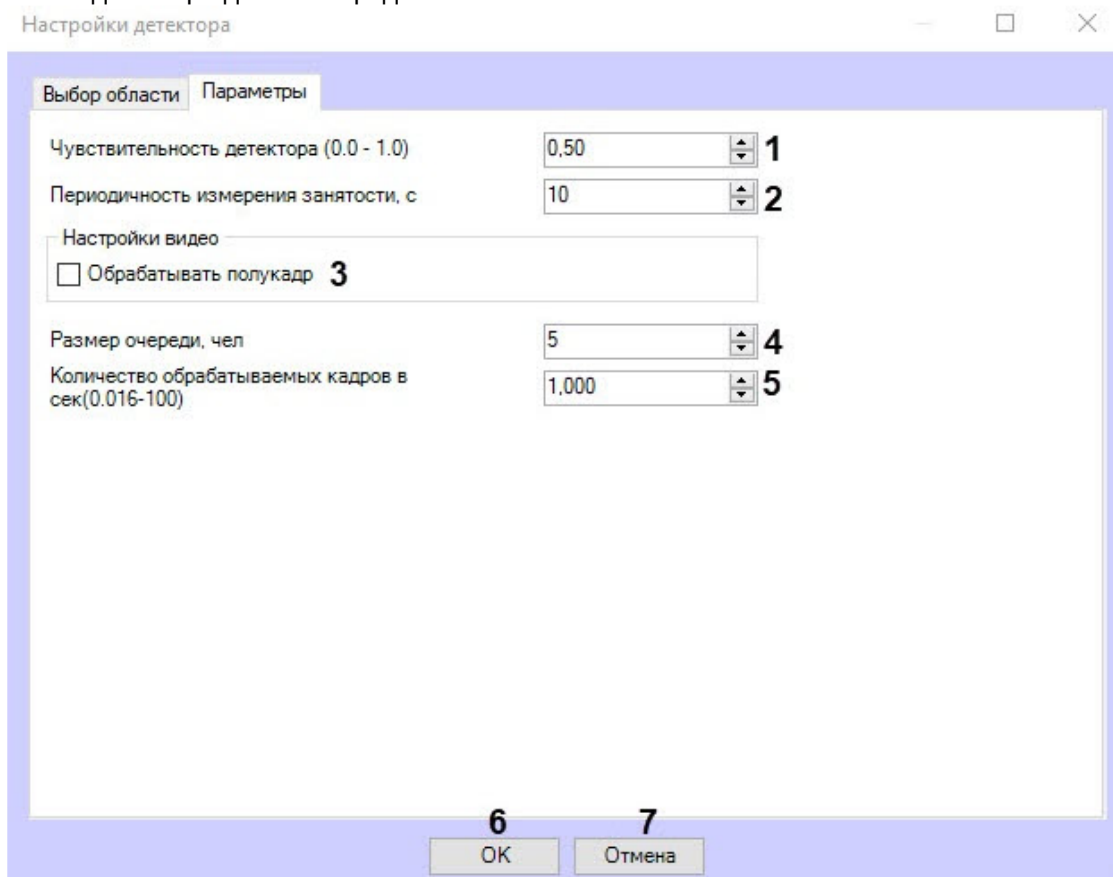 Настройки детектора
Выбор области Параметры
Чувствительность детектора (0.0 - 1.0) 0,50 1
Периодичность измерения занятости, с 10 2
Настройки видео
Обрабатывать полукадр 3
Размер очереди, чел 5 4
Количество обрабатываемых кадров в
сек(0.016-100) 1,000 5
6 7
OK Отмена